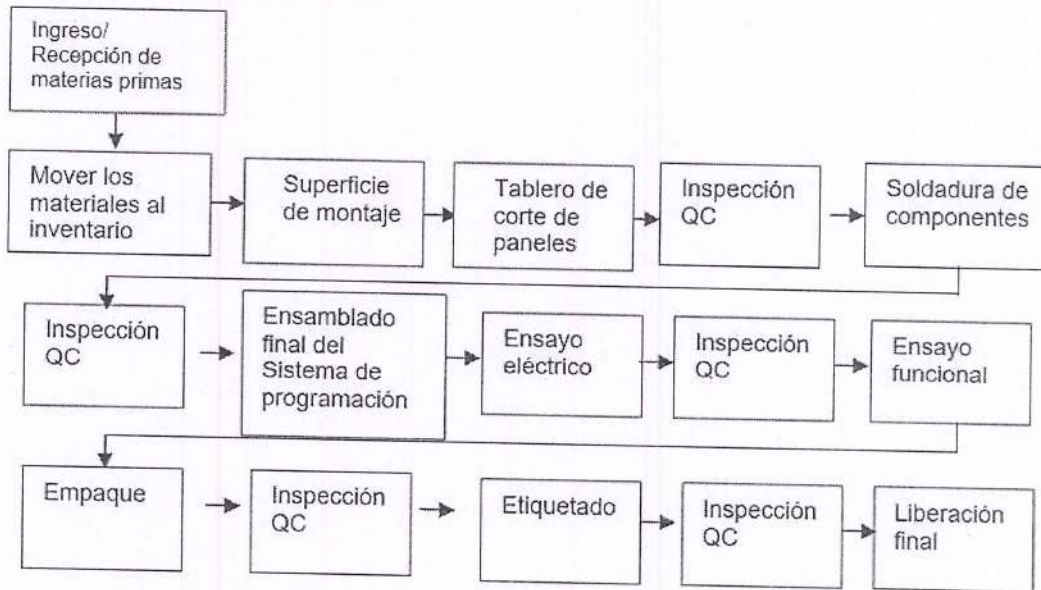 Ingreso/
Recepción de
materias primas
Mover los
materiales al
inventario
Superficie
de montaje
Tablero de
corte de
paneles
Inspección
QC
Soldadura de
componentes
Inspección
QC
Ensamblado
final del
Sistema de
programación
Ensayo
eléctrico
Inspección
QC
Ensayo
funcional
Empaque
Inspección
QC
Etiquetado
Inspección
QC
Liberación
final